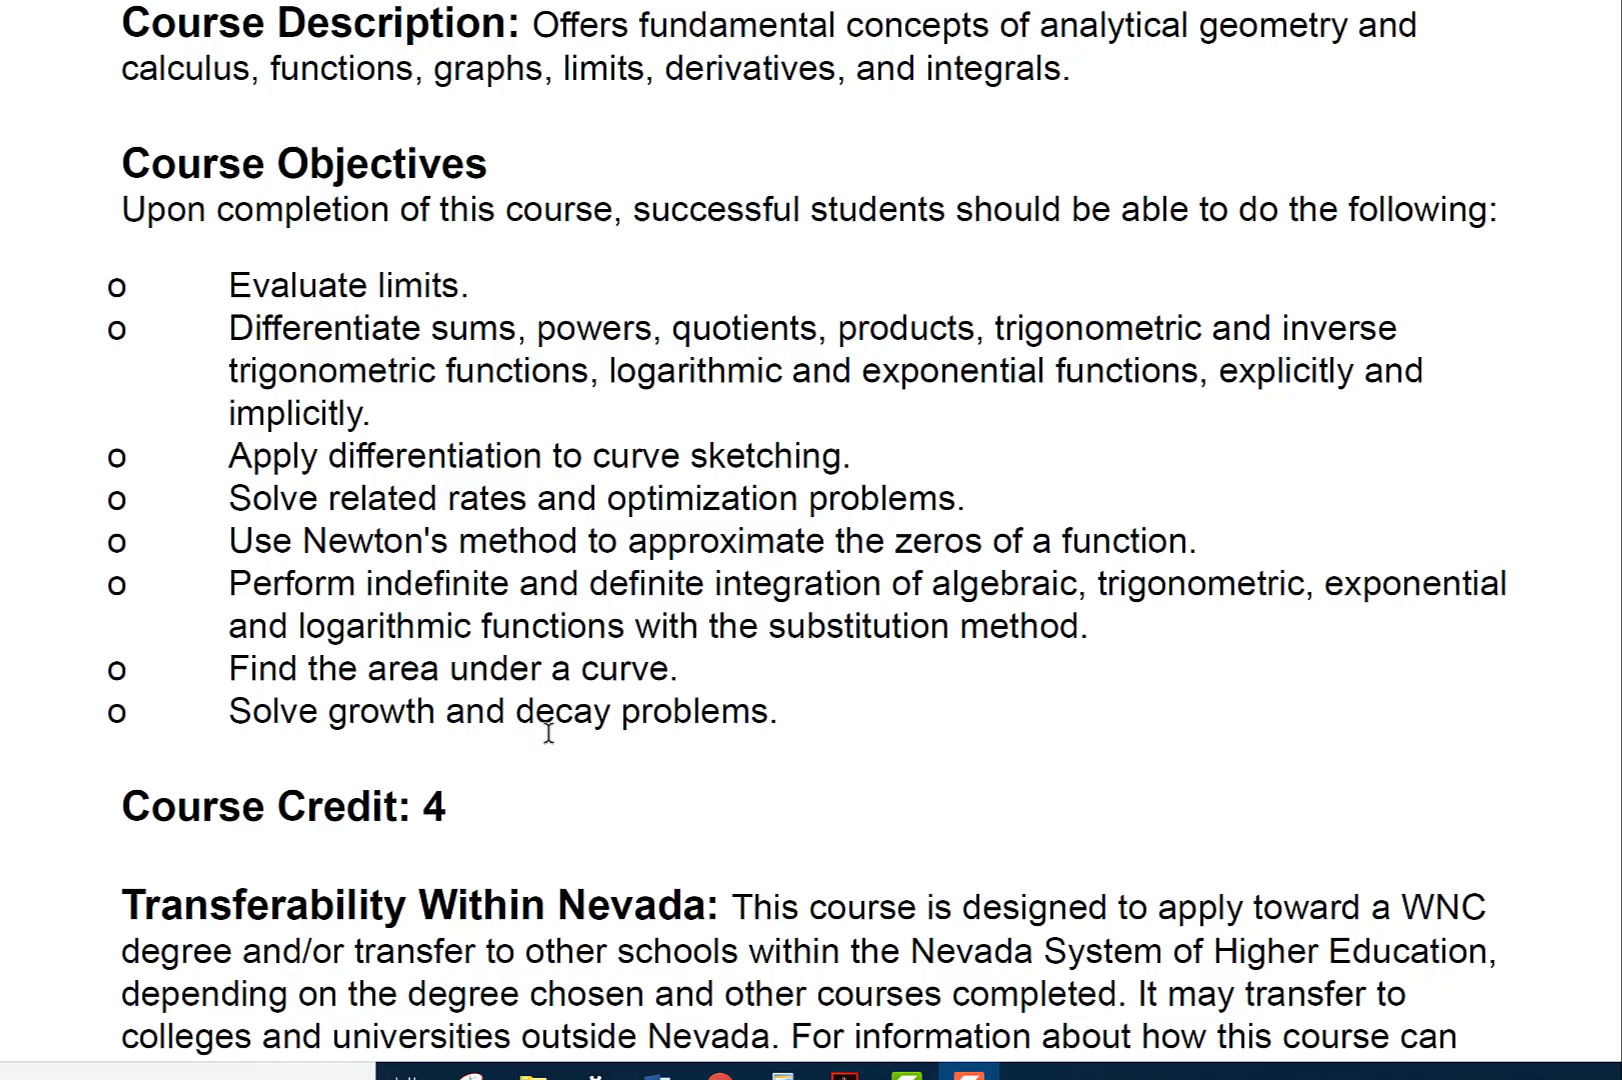 Course Description: Offers fundamental concepts of analytical geometry and
calculus, functions, graphs, limits, derivatives, and integrals.
Course Objectives
Upon completion of this course, successful students should be able to do the following:
o Evaluate limits.
o Differentiate sums, powers, quotients, products, trigonometric and inverse
trigonometric functions, logarithmic and exponential functions, explicitly and
implicitly.
o Apply differentiation to curve sketching.
o Solve related rates and optimization problems.
o Use Newton's method to approximate the zeros of a function.
o Perform indefinite and definite integration of algebraic, trigonometric, exponential
and logarithmic functions with the substitution method.
o Find the area under a curve.
o Solve growth and decay problems.
Course Credit: 4
Transferability Within Nevada: This course is designed to apply toward a WNC
degree and/or transfer to other schools within the Nevada System of Higher Education,
depending on the degree chosen and other courses completed. It may transfer to
colleges and universities outside Nevada. For information about how this course can